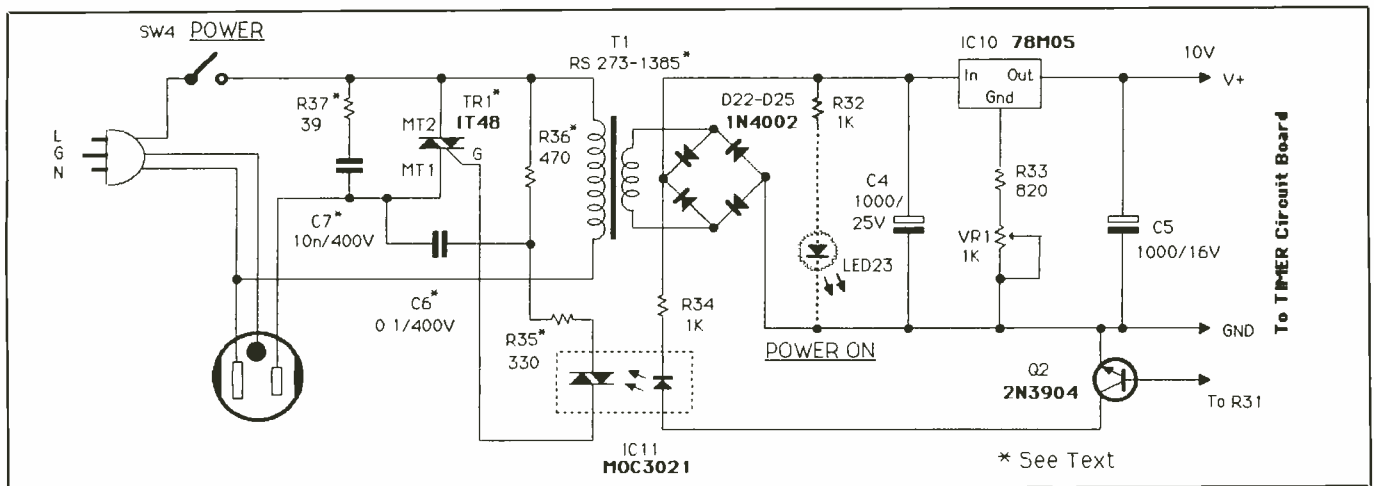 SW4 POWER
L
G
N
R37*
39
C7*
10n/400V
MT2
MT1
TR1*
IT48
G
R36*
470
C6*
0 1/400V
R35*
330
T1
RS 273-1385*
D22-D25
1N4002
R34
1K
IC11
MOC3021
R32
1K
LED23
POWER ON
C4
1000/
25V
IC10 78M05
In Out
Gnd
R33
820
VR1
1K
C5
1000/16V
10V
V+
GND
Q2
2N3904
To R31
To TIMER Circuit Board
* See Text